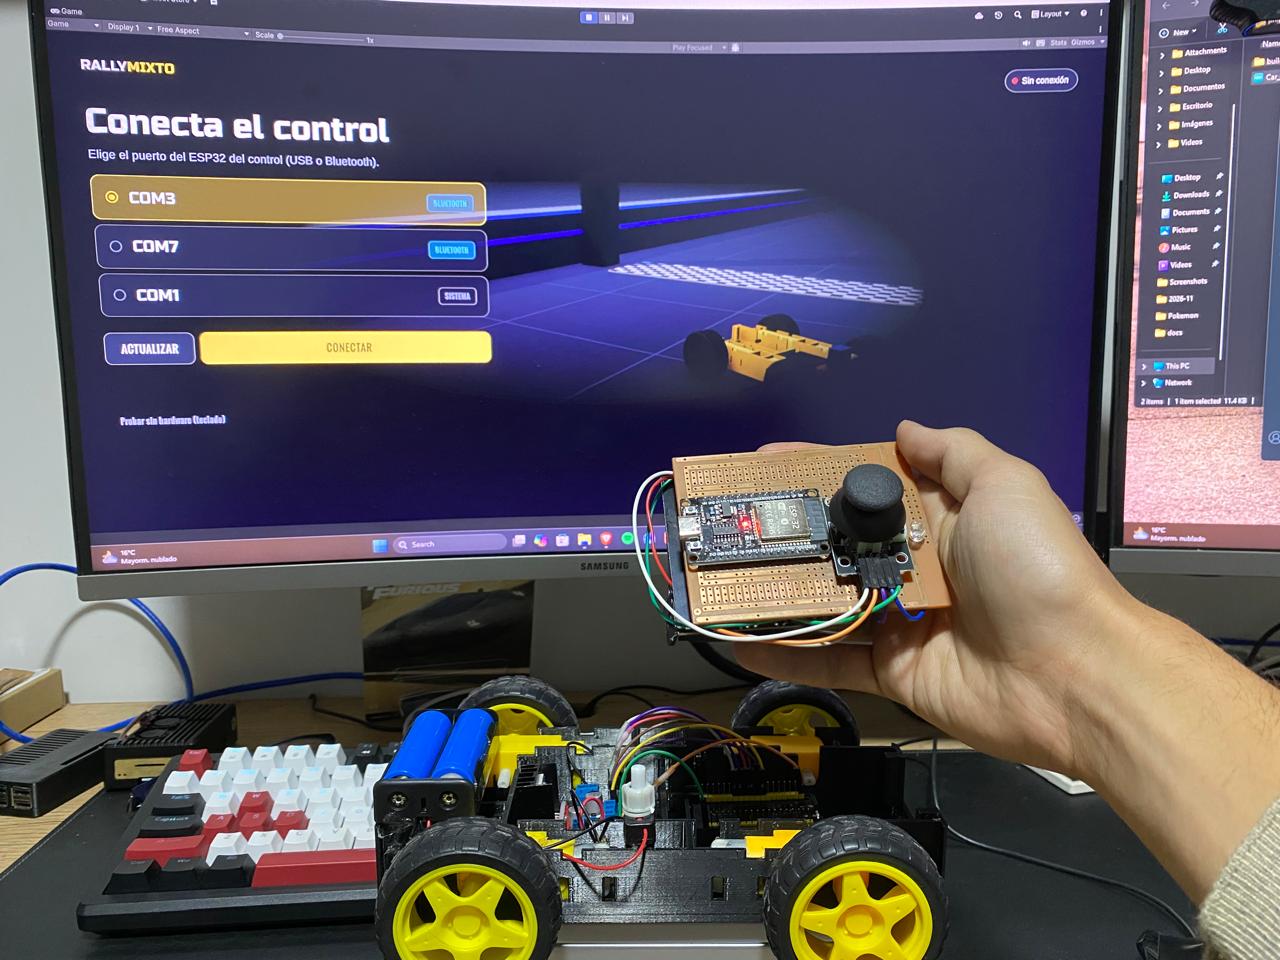 Game
Game
Display 1
Free Aspect
Scale
1x
Play Focused
Stats
Gizmos
Layout
RALLYMIXTO
Sin conexión
Conecta el control
Elige el puerto del ESP32 del control (USB o Bluetooth).
COM3
BLUETOOTH
COM7
BLUETOOTH
COM1
SISTEMA
ACTUALIZAR
CONECTAR
Probar sin hardware (teclado)
16°C
Mayorm. nublado
Search
SAMSUNG
New
Attachments
Desktop
Documentos
Escritorio
Imágenes
Videos
Desktop
Downloads
Documents
Pictures
Music
Videos
Screenshots
2026-11
Pokemon
docs
This PC
Network
2 items
1 item selected 11.4 KB
16°C
Mayorm. nublado
FURIOUS
ESP-32